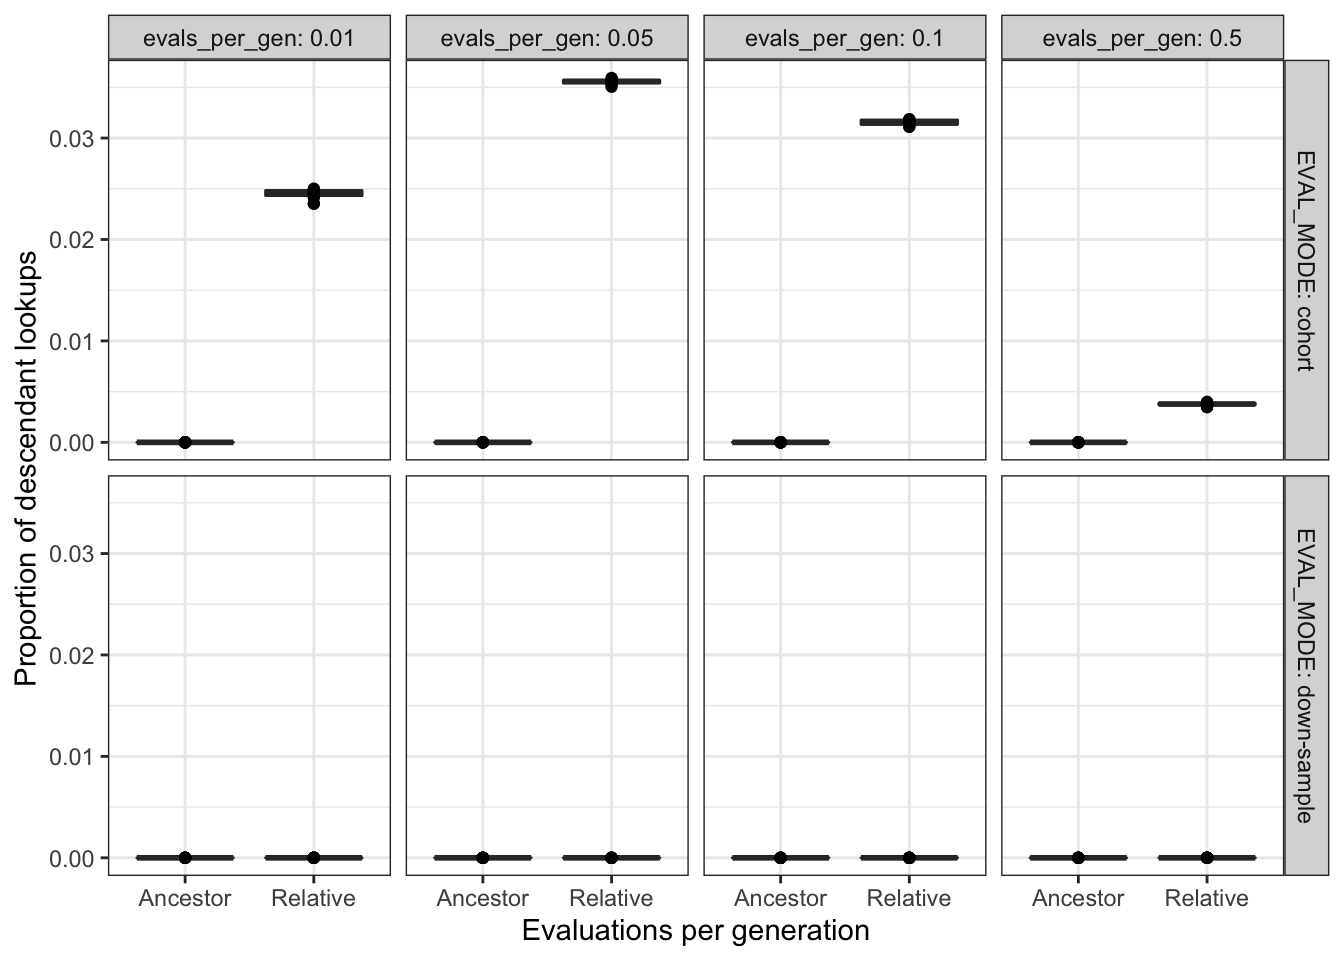 evals_per_gen: 0.01
evals_per_gen: 0.05
evals_per_gen: 0.1
evals_per_gen: 0.5
Proportion of descendant lookups
0.03
0.02
0.01
0.00
EVAL_MODE: cohort
0.03
0.02
0.01
0.00
EVAL_MODE: down-sample
Ancestor Relative
Ancestor Relative
Ancestor Relative
Ancestor Relative
Evaluations per generation